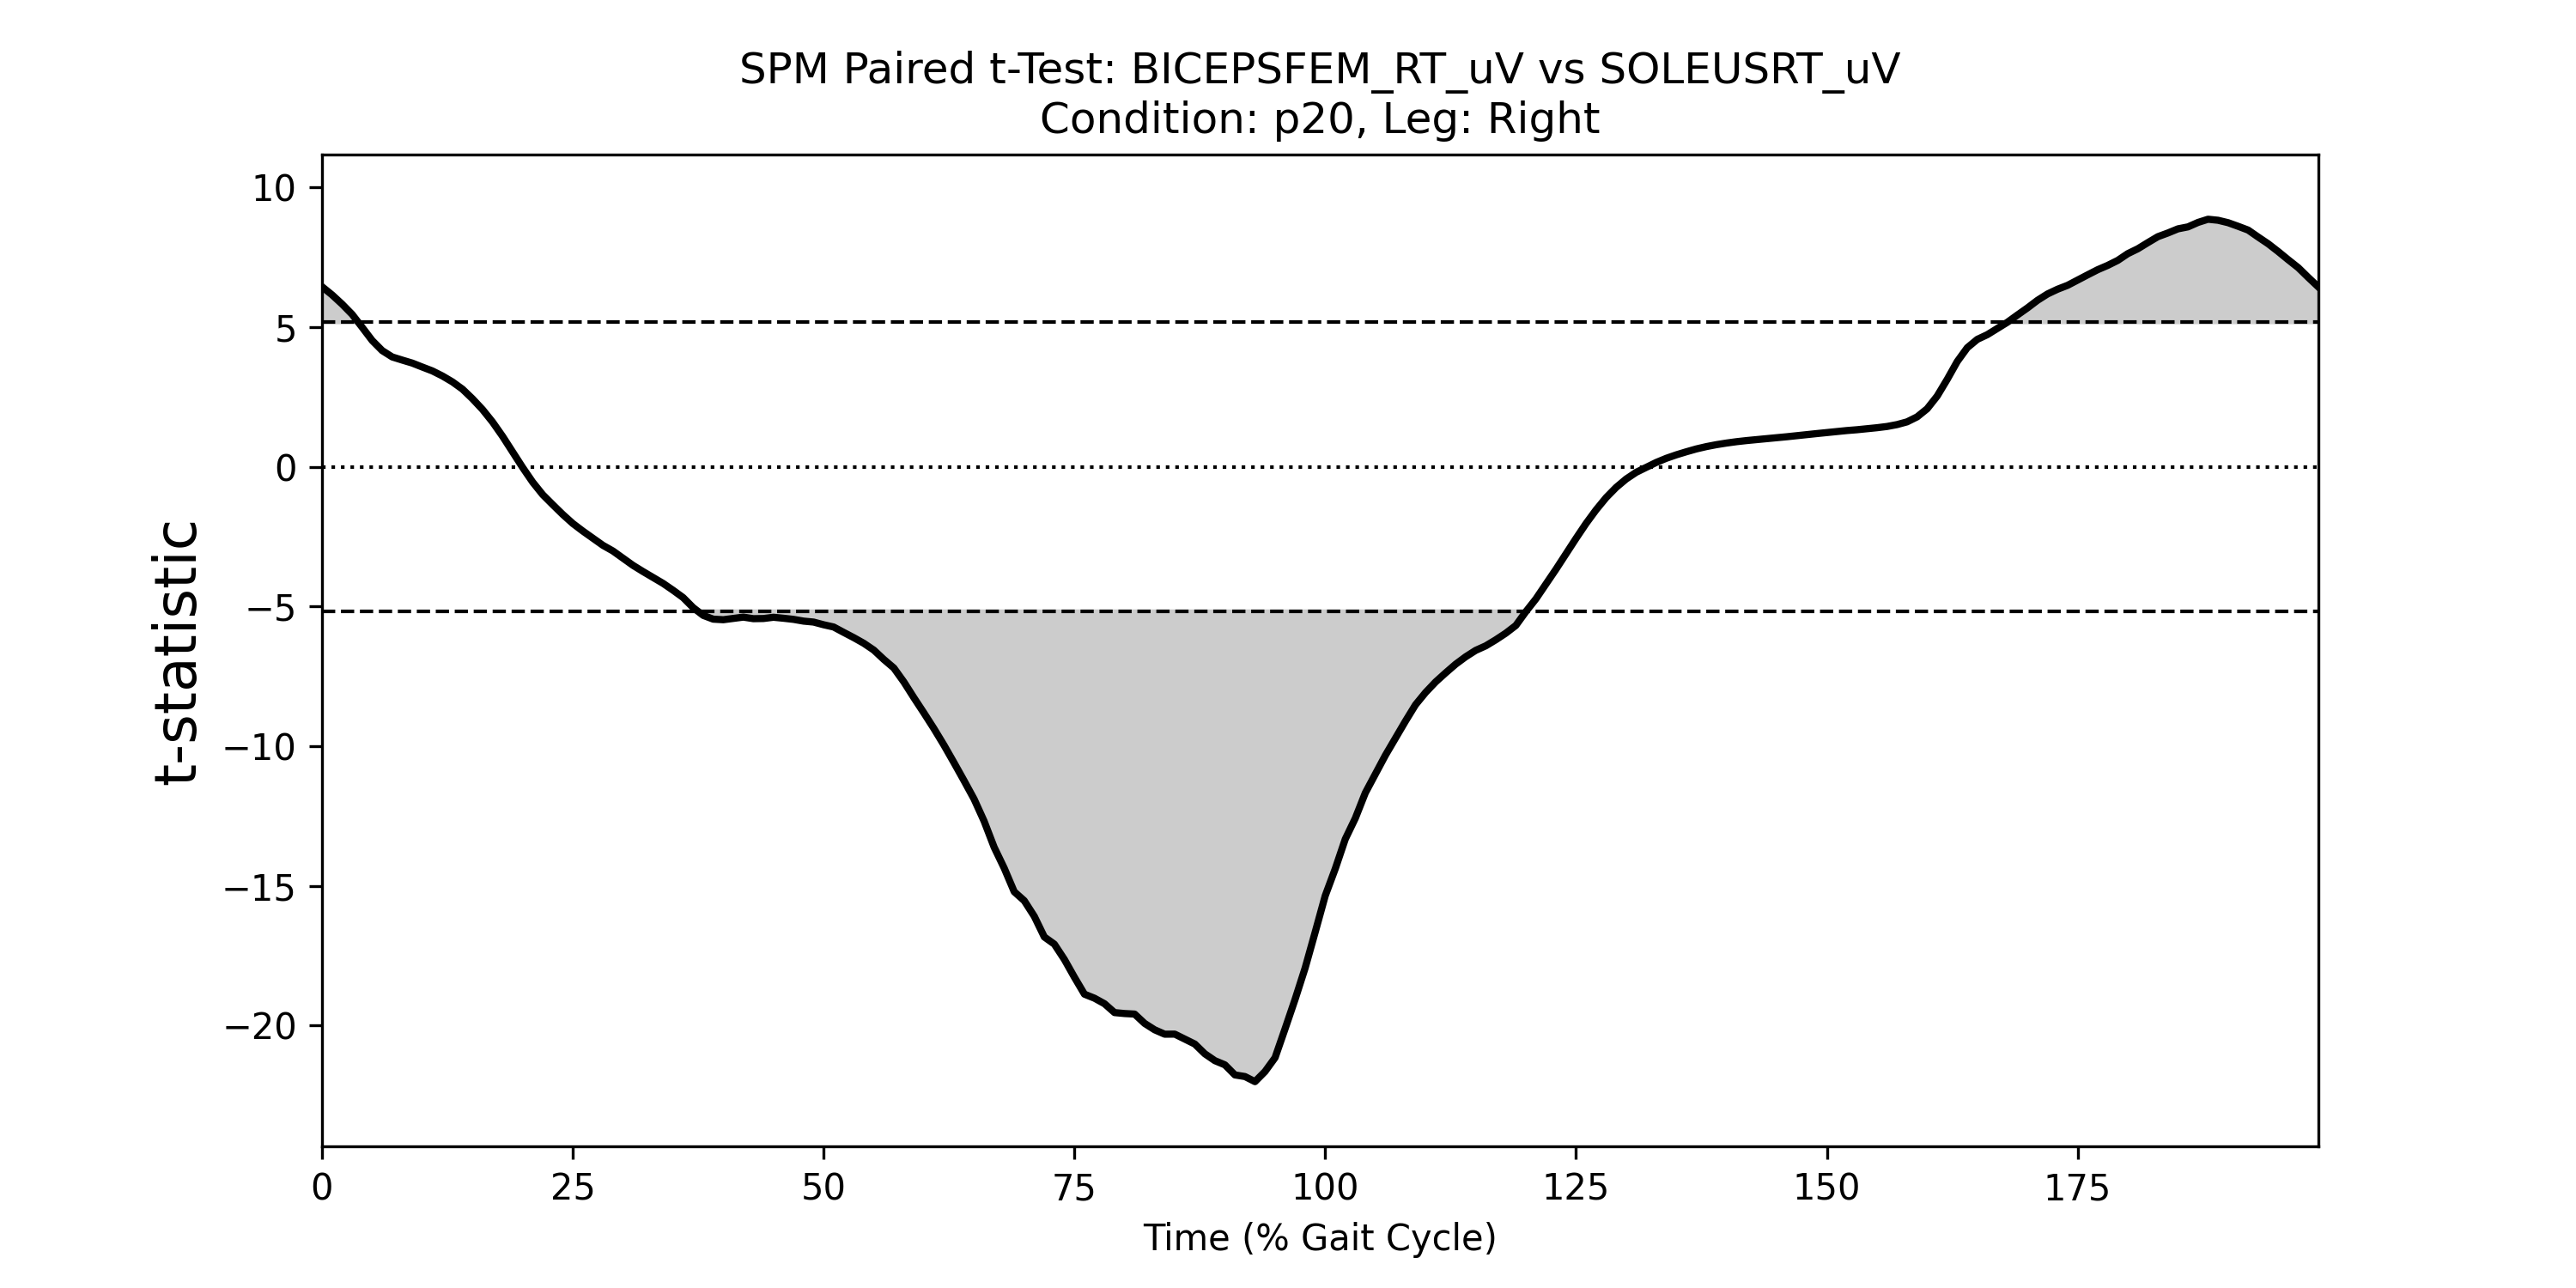 SPM Paired t-Test: BICEPSFEM_RT_uV vs SOLEUSRT_uV
Condition: p20, Leg: Right
10
5
0
−5
−10
−15
−20
t-statistic
0 25 50 75 100 125 150 175
Time (% Gait Cycle)